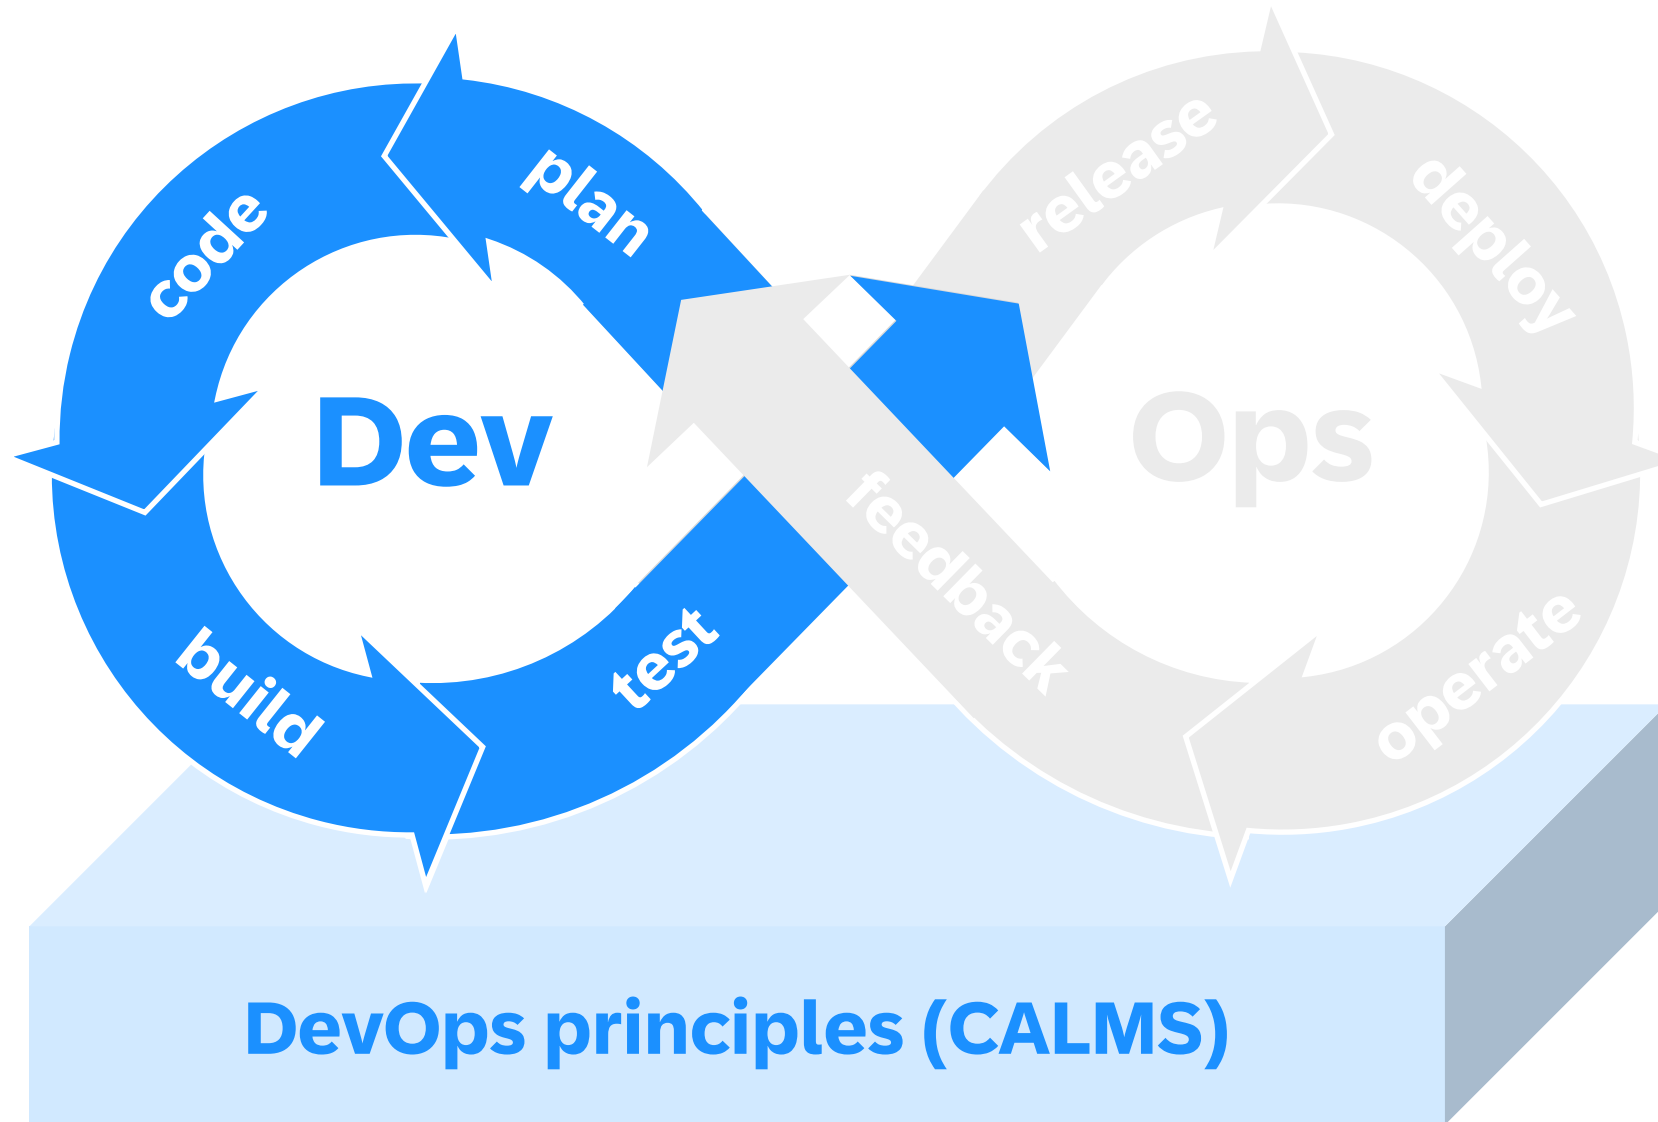 plan
code
Dev
build
test
release
deploy
Ops
operate
feedback
DevOps principles (CALMS)